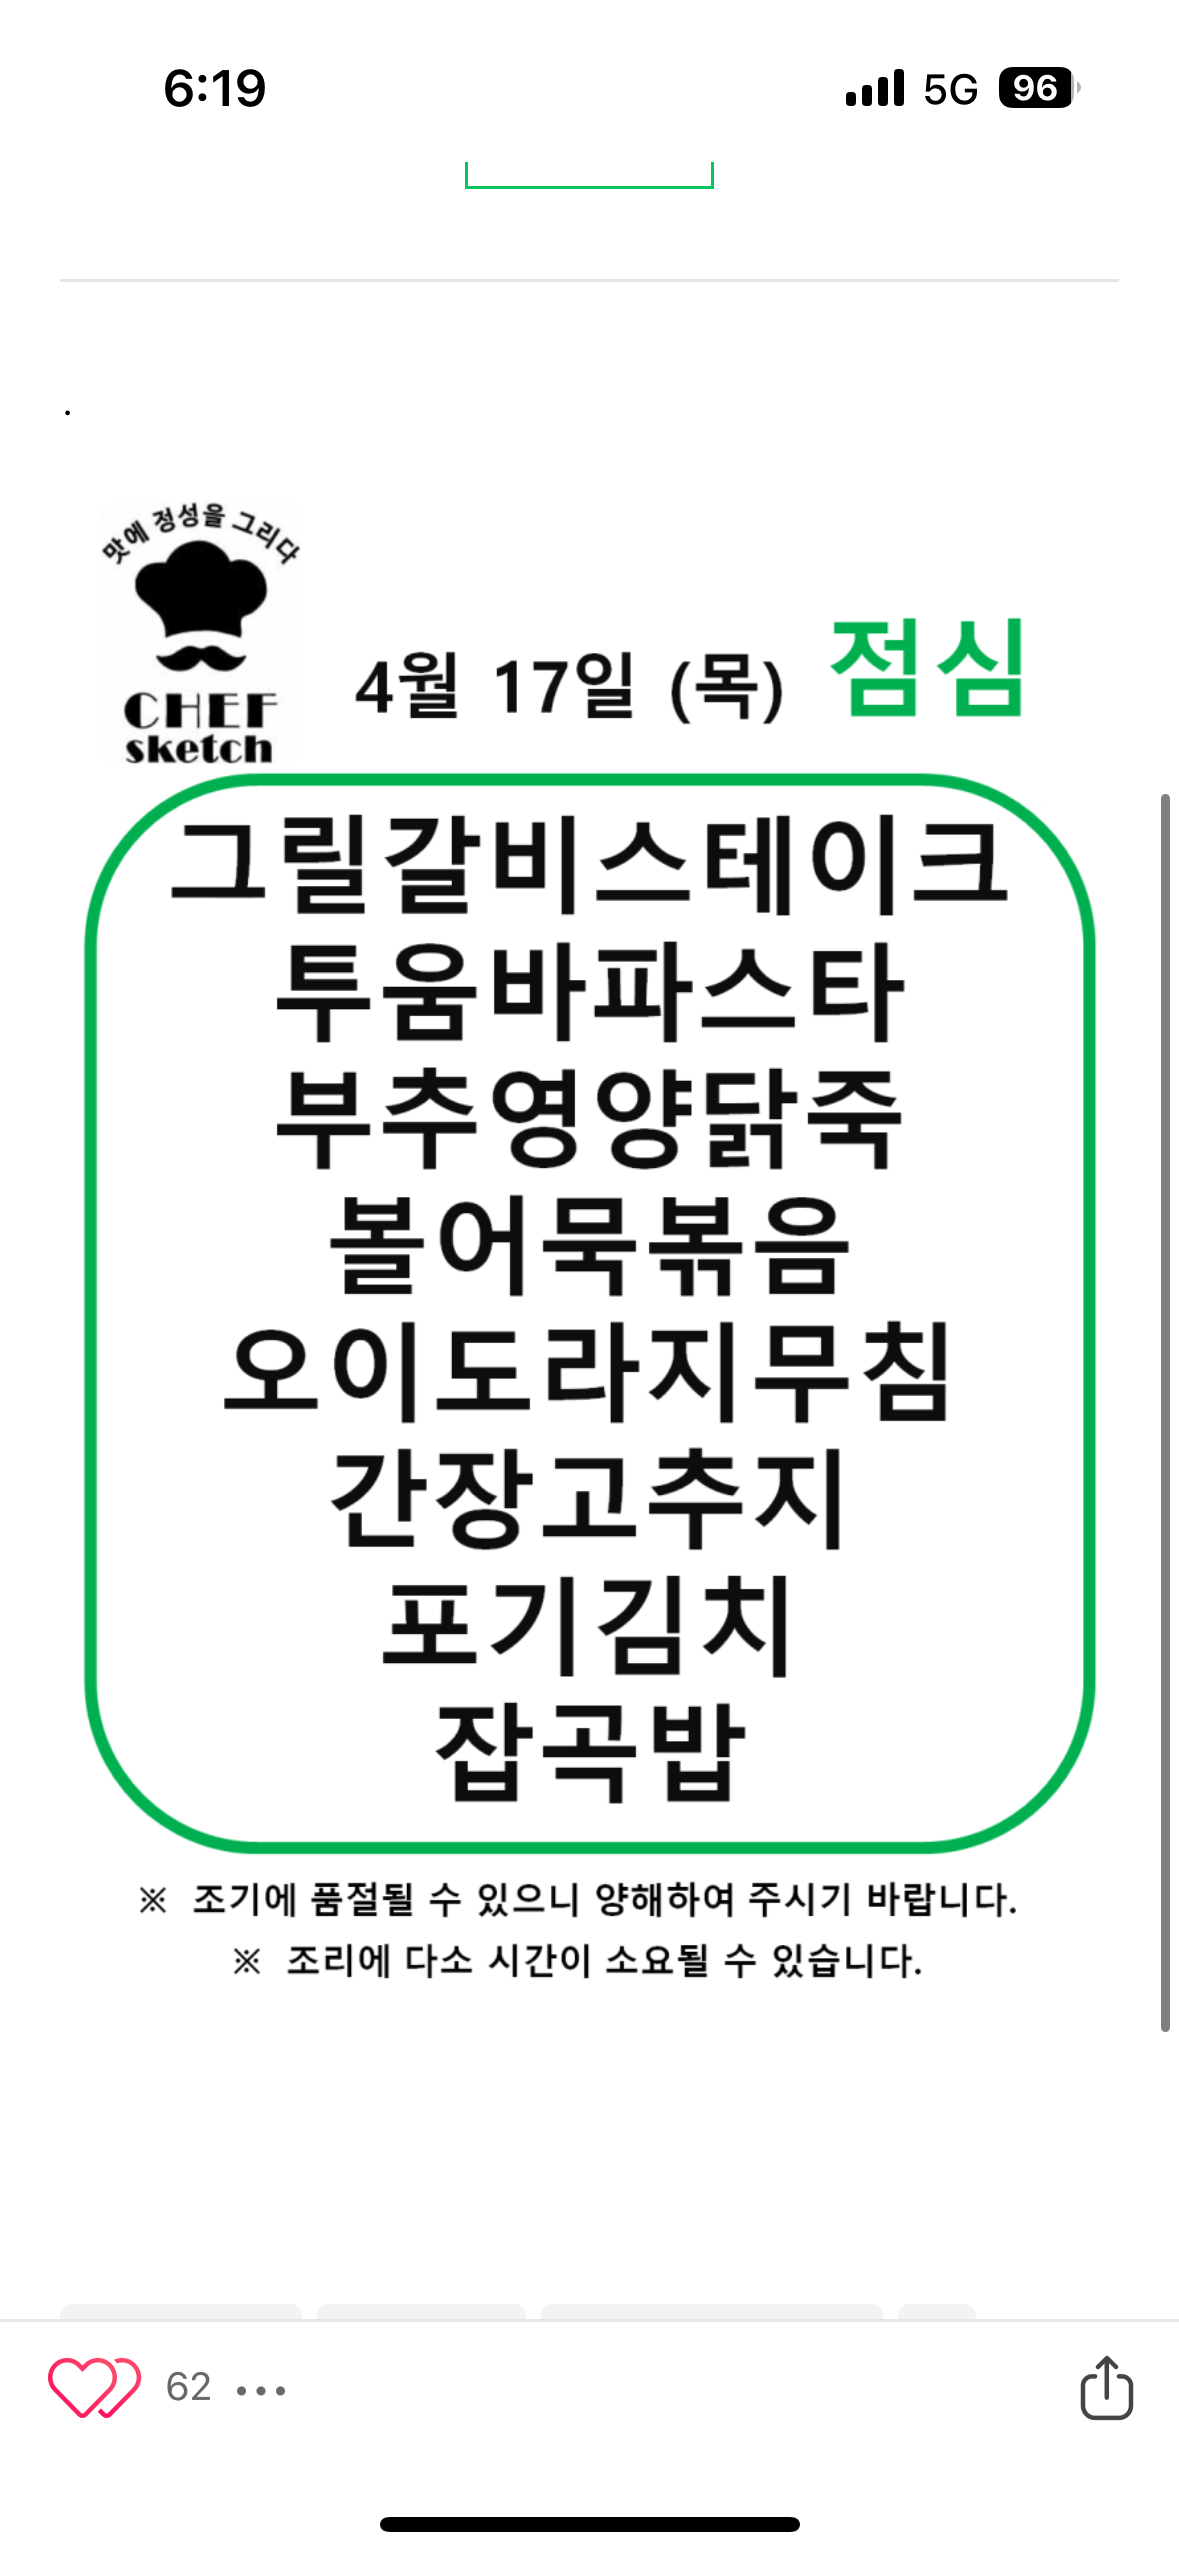 6:19
5G
96
.
맛에 정성을 그리다
CHEF
sketch
4월 17일 (목) 점심
그릴갈비스테이크
투움바파스타
부추영양닭죽
볼어묵볶음
오이도라지무침
간장고추지
포기김치
잡곡밥
※ 조기에 품절될 수 있으니 양해하여 주시기 바랍니다.
※ 조리에 다소 시간이 소요될 수 있습니다.
62